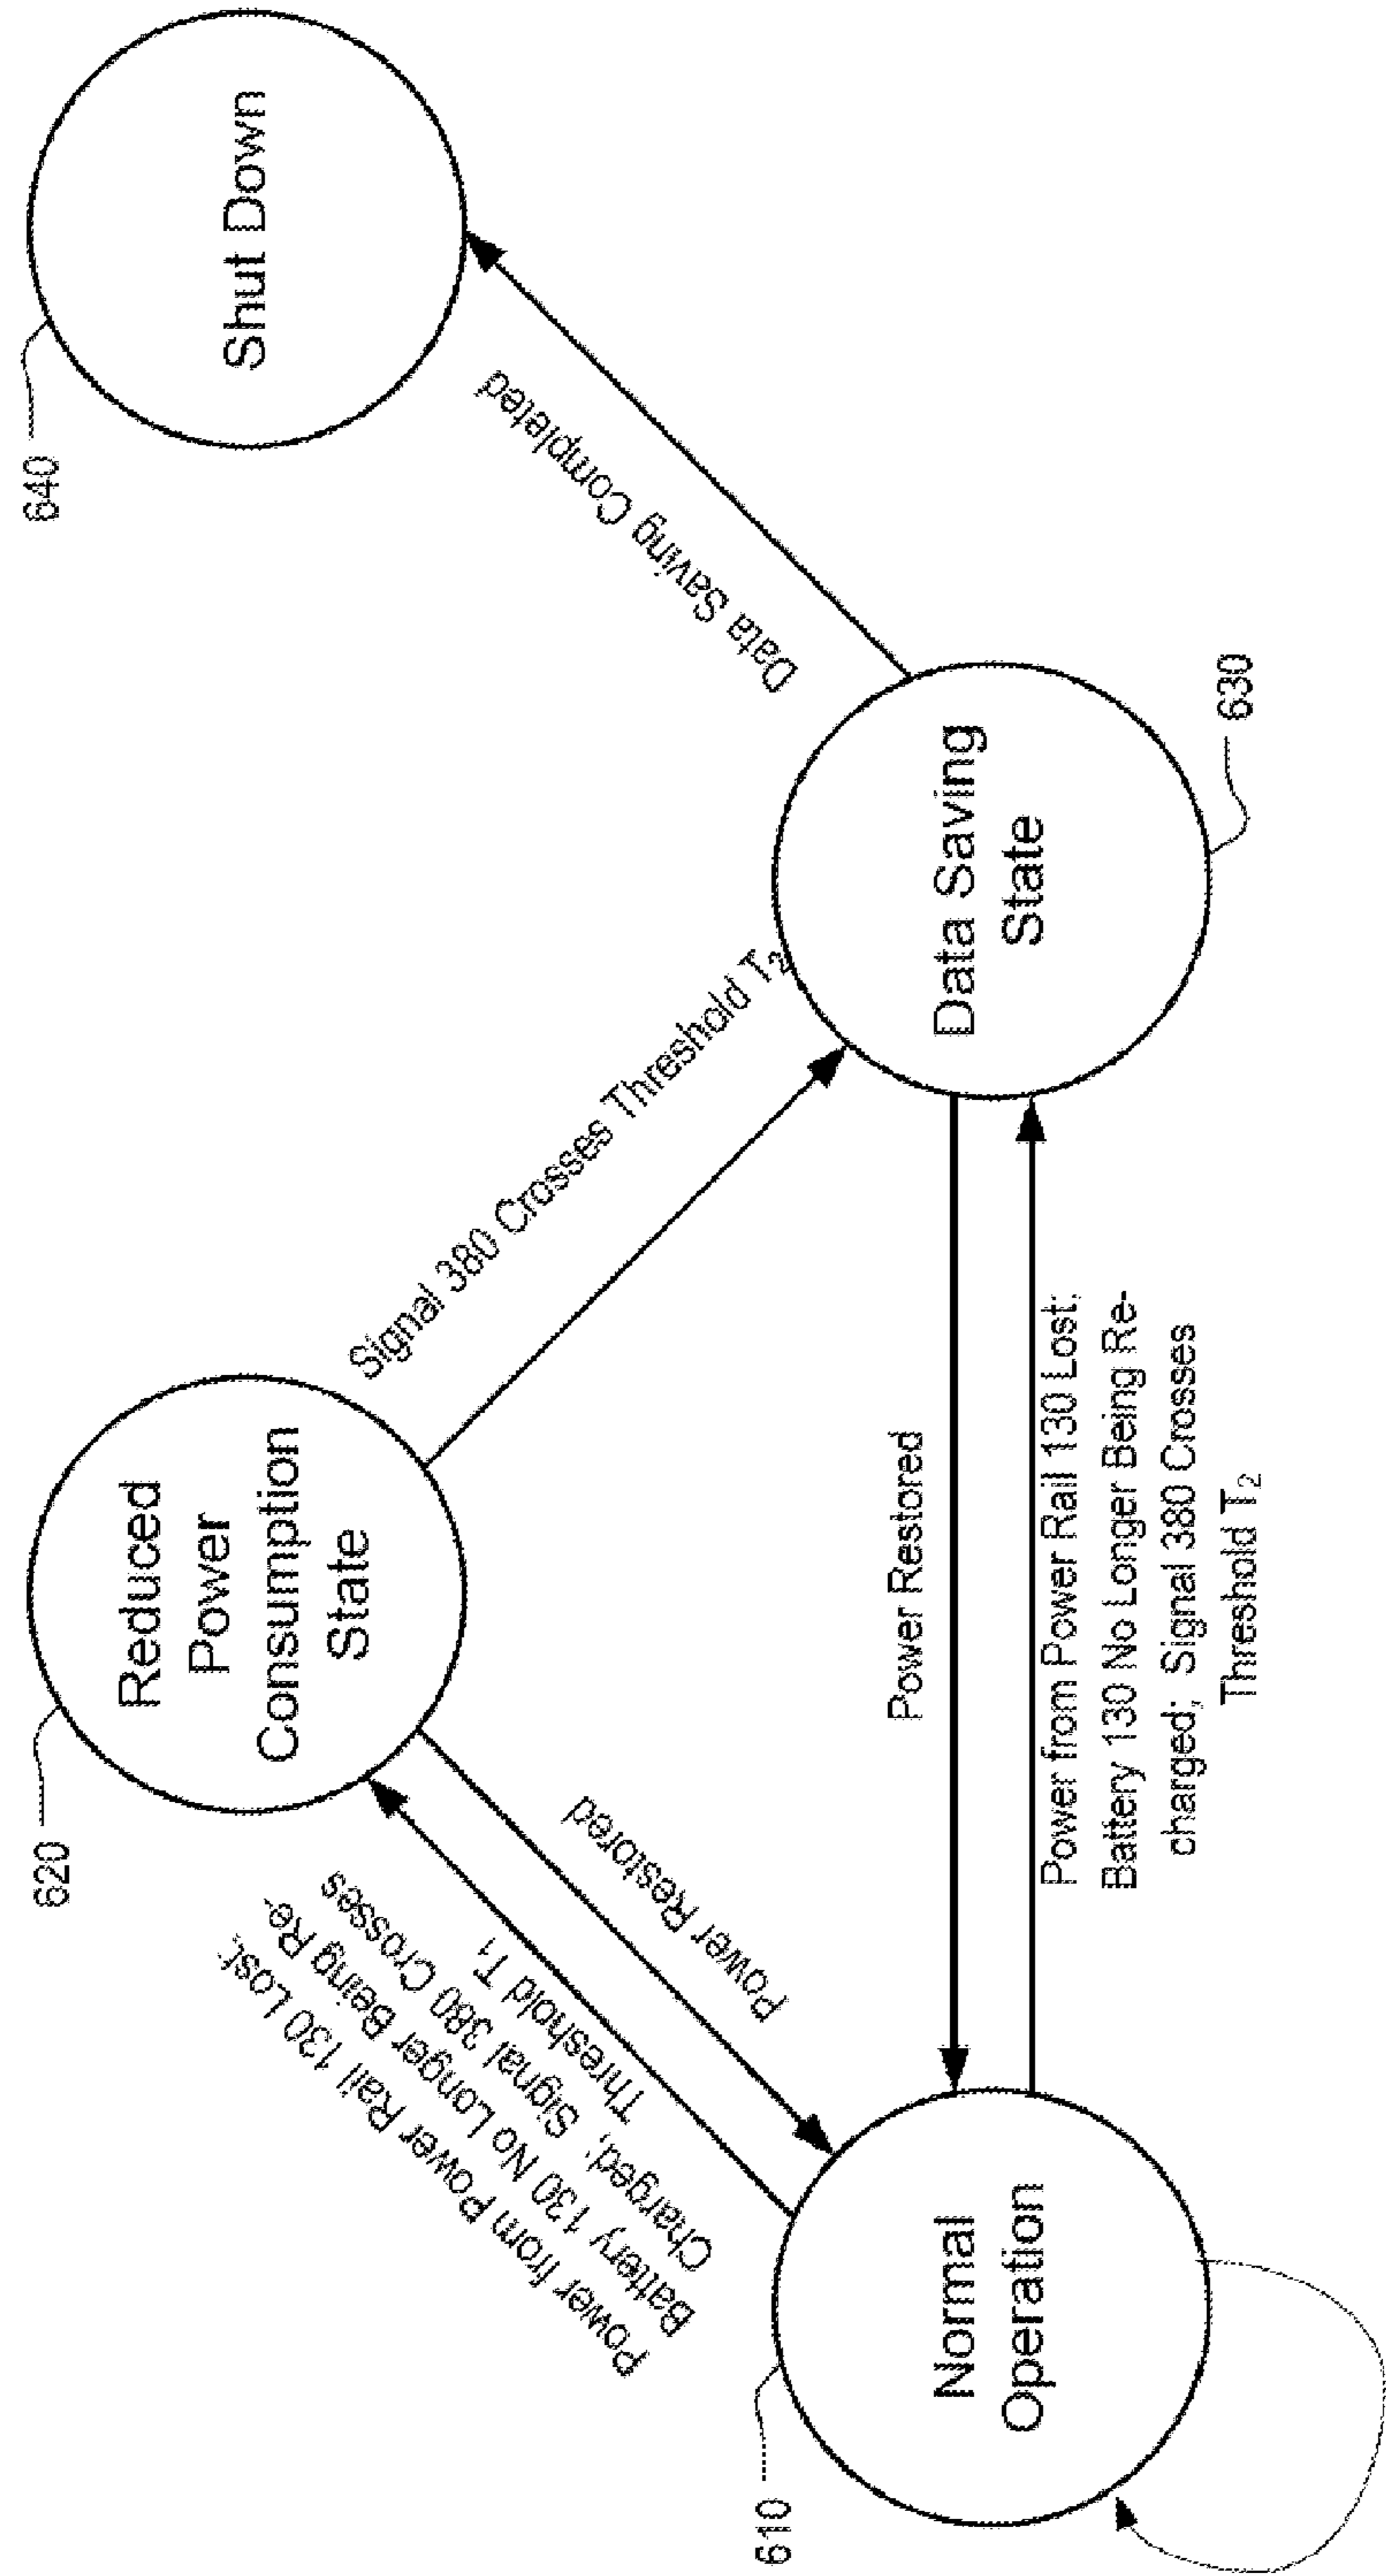 620
Reduced
Power
Consumption
State
640
Shut Down
Power from Power Rail 130 Lost;
Battery 130 No Longer Being Re-
Charged; Signal 380 Crosses
Threshold T₁
Power Restored
Signal 380 Crosses Threshold T₂
Data Saving Completed
610
Normal
Operation
Power Restored
Power from Power Rail 130 Lost;
Battery 130 No Longer Being Re-
charged; Signal 380 Crosses
Threshold T₂
Data Saving
State
630